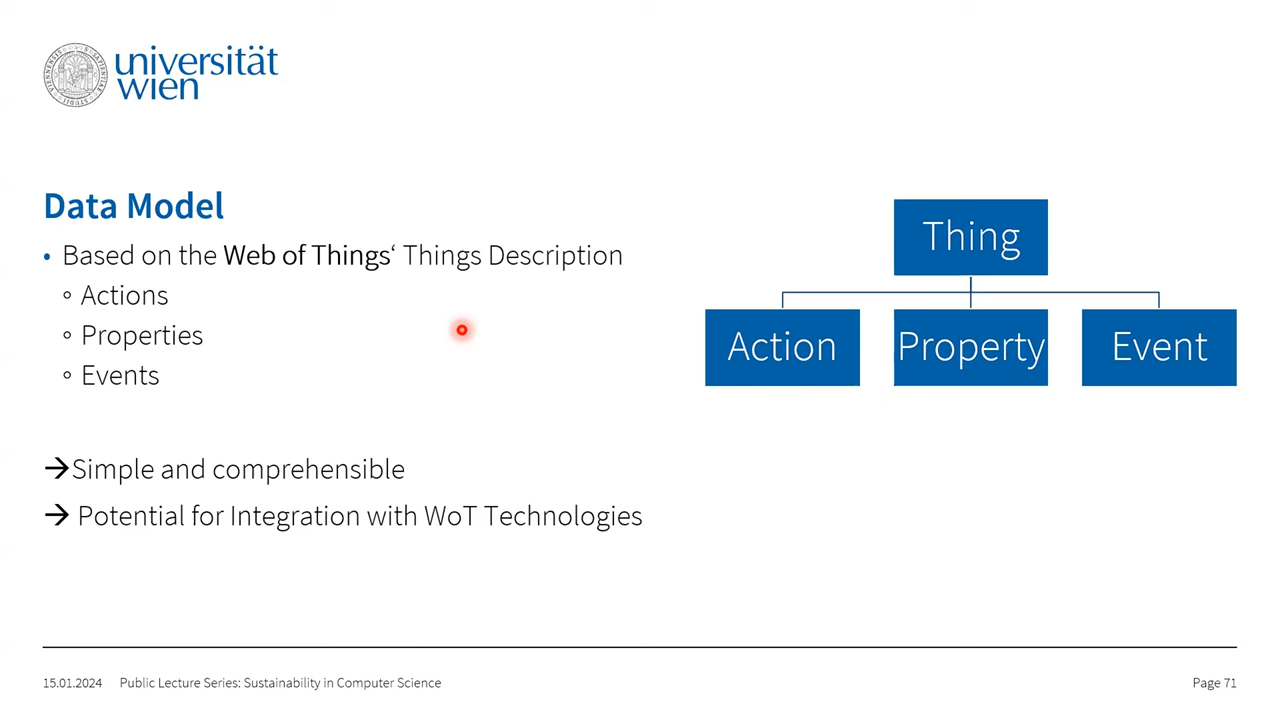 universität
wien
Data Model
• Based on the Web of Things‘ Things Description
◦ Actions
◦ Properties
◦ Events
→Simple and comprehensible
→ Potential for Integration with WoT Technologies
Thing
Action
Property
Event
15.01.2024 Public Lecture Series: Sustainability in Computer Science
Page 71